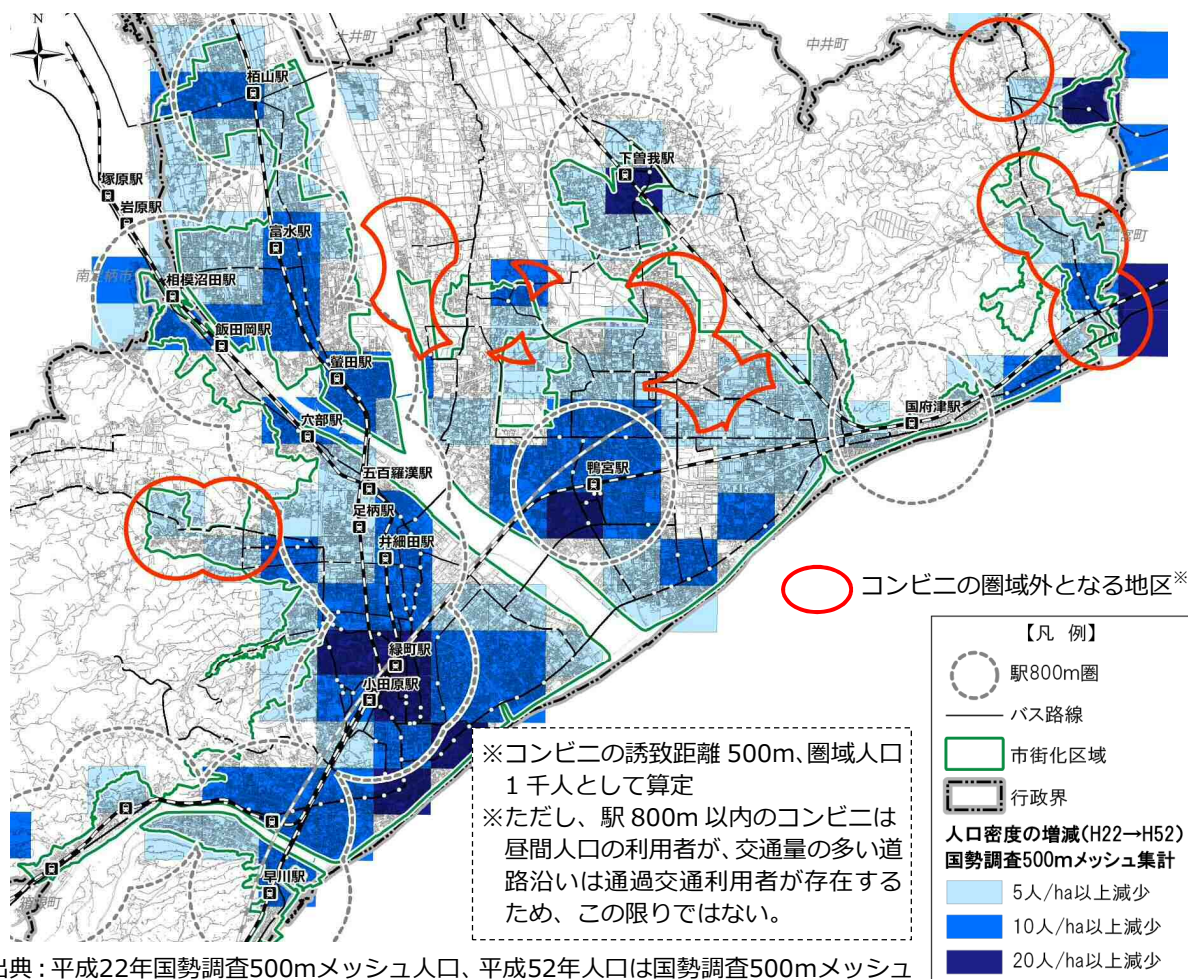 N
大井町
中井町
栢山駅
下曽我駅
塚原駅
岩原駅
富水駅
南足柄市
相模沼田駅
飯田岡駅
螢田駅
穴部駅
国府津駅
五百羅漢駅
鴨宮駅
足柄駅
井細田駅
緑町駅
小田原駅
早川駅
箱根町
コンビニの圏域外となる地区※
※コンビニの誘致距離 500m、圏域人口
1 千人として算定
※ただし、駅 800m 以内のコンビニは
昼間人口の利用者が、交通量の多い道
路沿いは通過交通利用者が存在する
ため、この限りではない。
【凡 例】
駅800m圏
バス路線
市街化区域
行政界
人口密度の増減(H22→H52)
国勢調査500mメッシュ集計
5人/ha以上減少
10人/ha以上減少
20人/ha以上減少
出典：平成22年国勢調査500mメッシュ人口、平成52年人口は国勢調査500mメッシュ